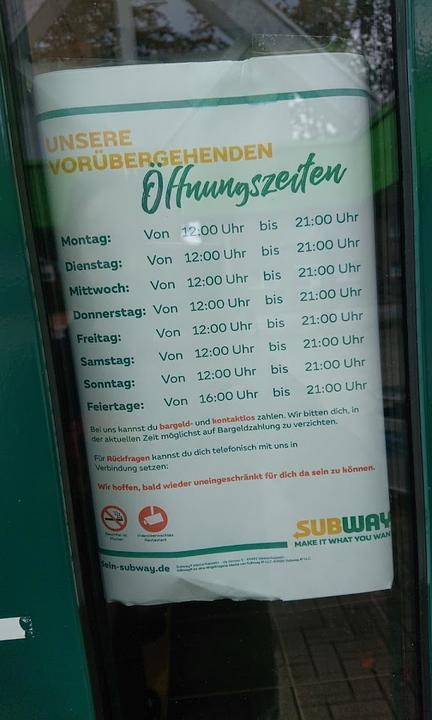 UNSERE
VORÜBERGEHENDEN
Öffnungszeiten
Montag: Von 12:00 Uhr bis 21:00 Uhr
Dienstag: Von 12:00 Uhr bis 21:00 Uhr
Mittwoch: Von 12:00 Uhr bis 21:00 Uhr
Donnerstag: Von 12:00 Uhr bis 21:00 Uhr
Freitag: Von 12:00 Uhr bis 21:00 Uhr
Samstag: Von 12:00 Uhr bis 21:00 Uhr
Sonntag: Von 12:00 Uhr bis 21:00 Uhr
Feiertage: Von 16:00 Uhr bis 21:00 Uhr
Bei uns kannst du bargeld- und kontaktlos zahlen. Wir bitten dich, in
der aktuellen Zeit möglichst auf Bargeldzahlung zu verzichten.
Für Rückfragen kannst du dich telefonisch mit uns in
Verbindung setzen:
Wir hoffen, bald wieder uneingeschränkt für dich da sein zu können.
SUBWAY
MAKE IT WHAT YOU WAN
dein-subway.de